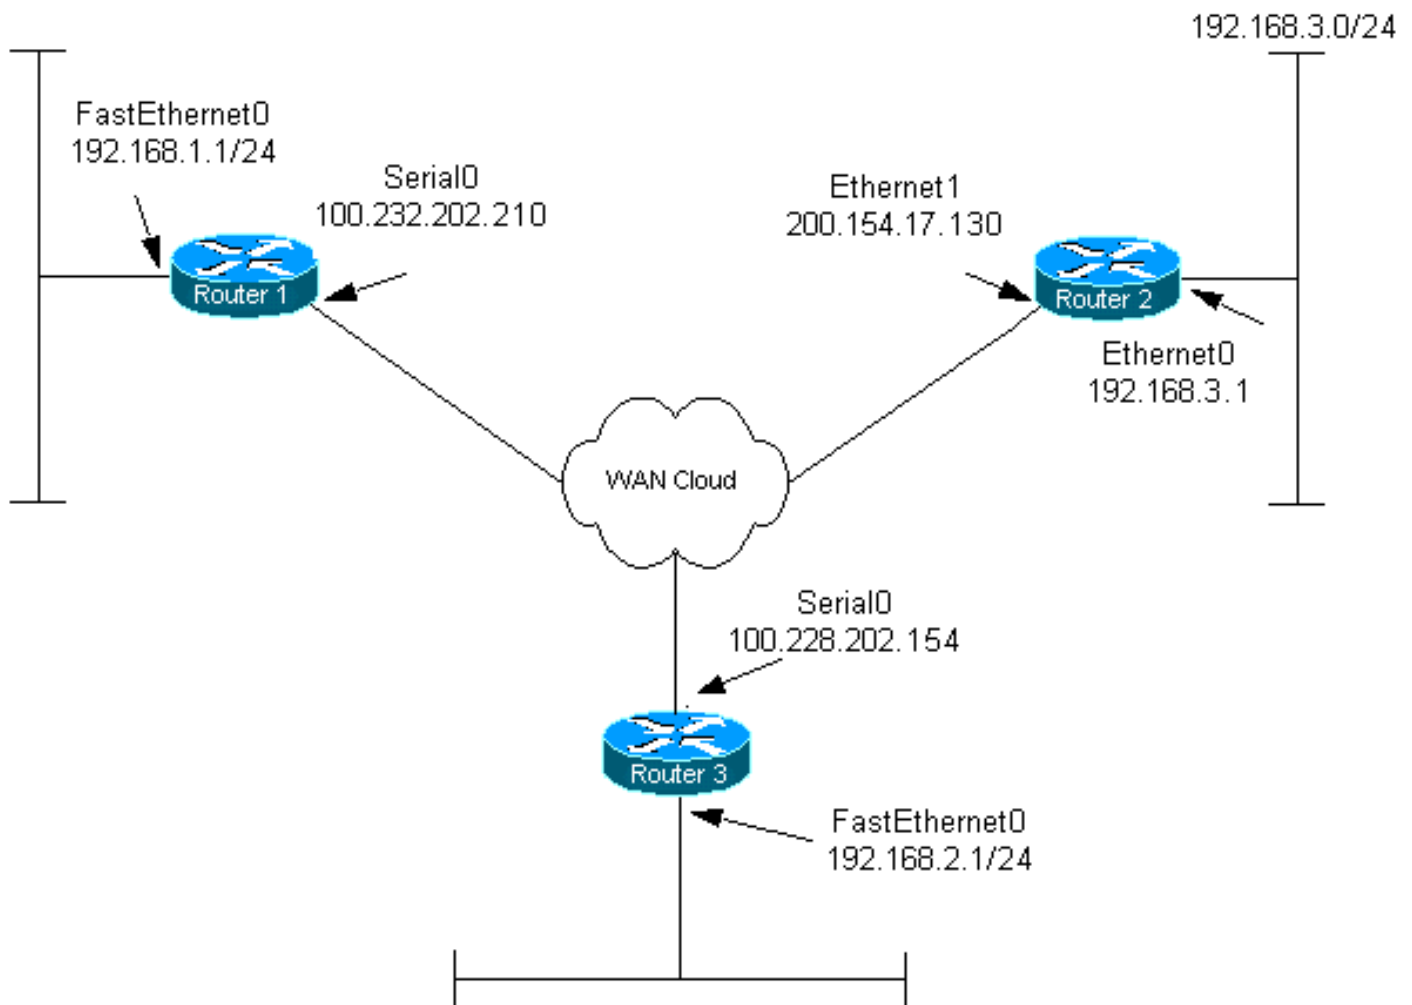 192.168.3.0/24
FastEthernet0
192.168.1.1/24
Serial0
100.232.202.210
Ethernet1
200.154.17.130
Router 1
Router 2
Ethernet0
192.168.3.1
WAN Cloud
Serial0
100.228.202.154
Router 3
FastEthernet0
192.168.2.1/24